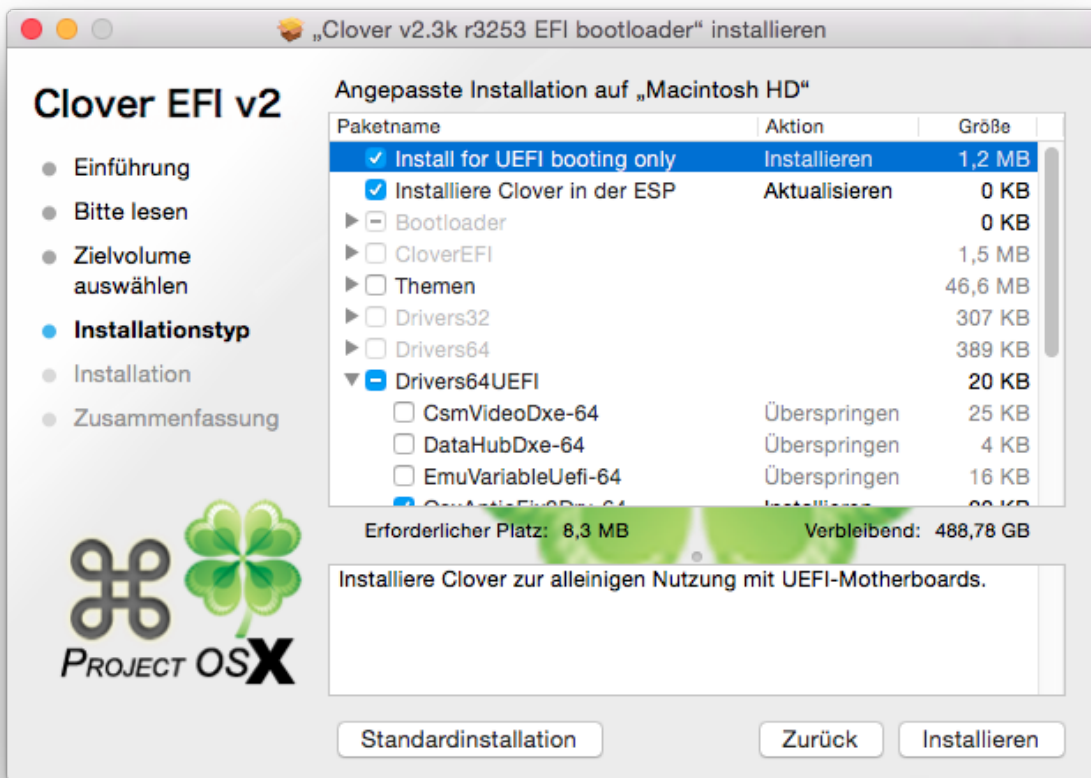 „Clover v2.3k r3253 EFI bootloader“ installieren
Clover EFI v2
Einführung
Bitte lesen
Zielvolume
auswählen
Installationstyp
Installation
Zusammenfassung
PROJECT OSX
Angepasste Installation auf „Macintosh HD“
Paketname Aktion Größe
Install for UEFI booting only Installieren 1,2 MB
Installiere Clover in der ESP Aktualisieren 0 KB
Bootloader 0 KB
CloverEFI 1,5 MB
Themen 46,6 MB
Drivers32 307 KB
Drivers64 389 KB
Drivers64UEFI 20 KB
CsmVideoDxe-64 Überspringen 25 KB
DataHubDxe-64 Überspringen 4 KB
EmuVariableUefi-64 Überspringen 16 KB
Erforderlicher Platz: 8,3 MB Verbleibend: 488,78 GB
Installiere Clover zur alleinigen Nutzung mit UEFI-Motherboards.
Standardinstallation Zurück Installieren